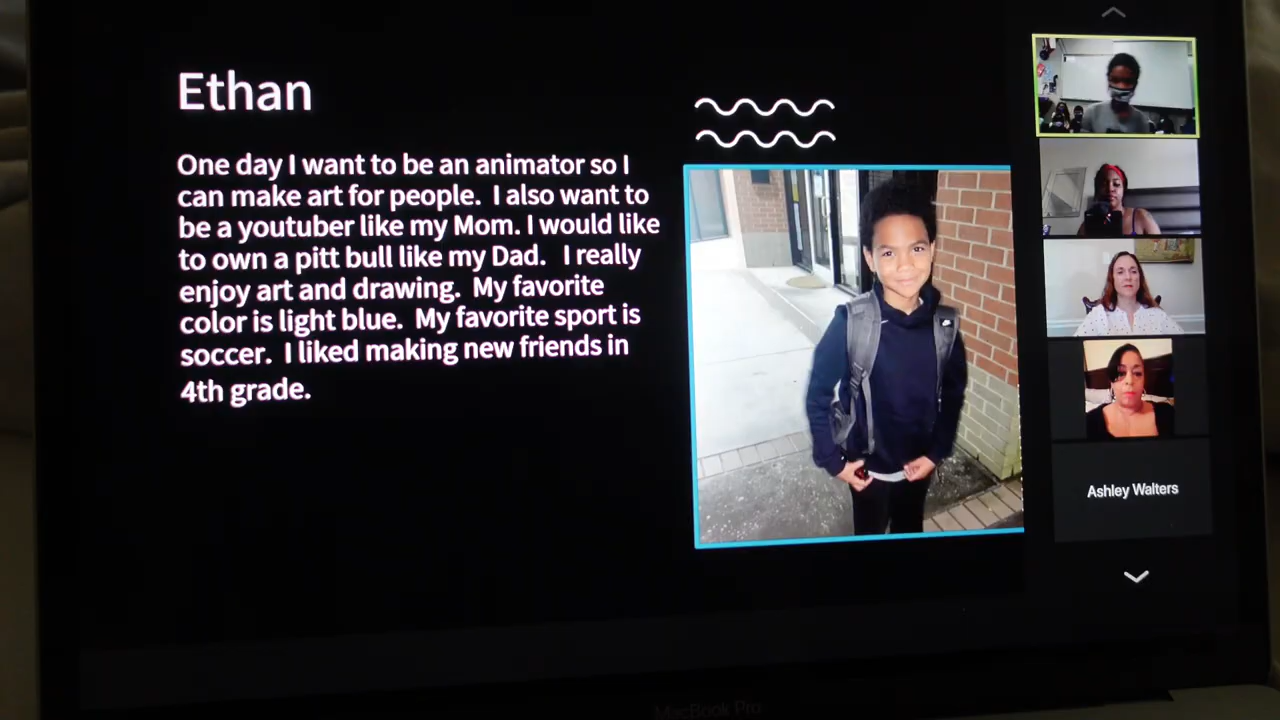 Ethan
One day I want to be an animator so I
can make art for people. I also want to
be a youtuber like my Mom. I would like
to own a pitt bull like my Dad. I really
enjoy art and drawing. My favorite
color is light blue. My favorite sport is
soccer. I liked making new friends in
4th grade.
Ashley Walters
MacBook Pro